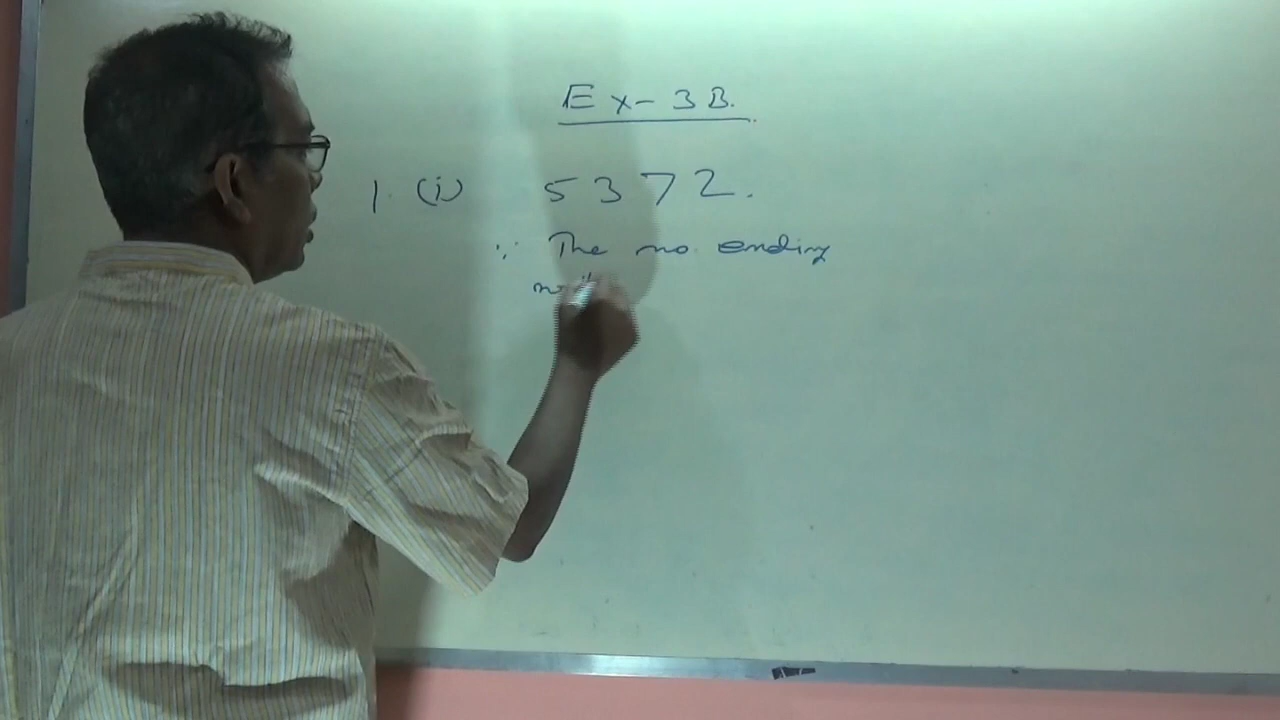 Ex-3B.
1. (i) 5372.
∵ The no. ending